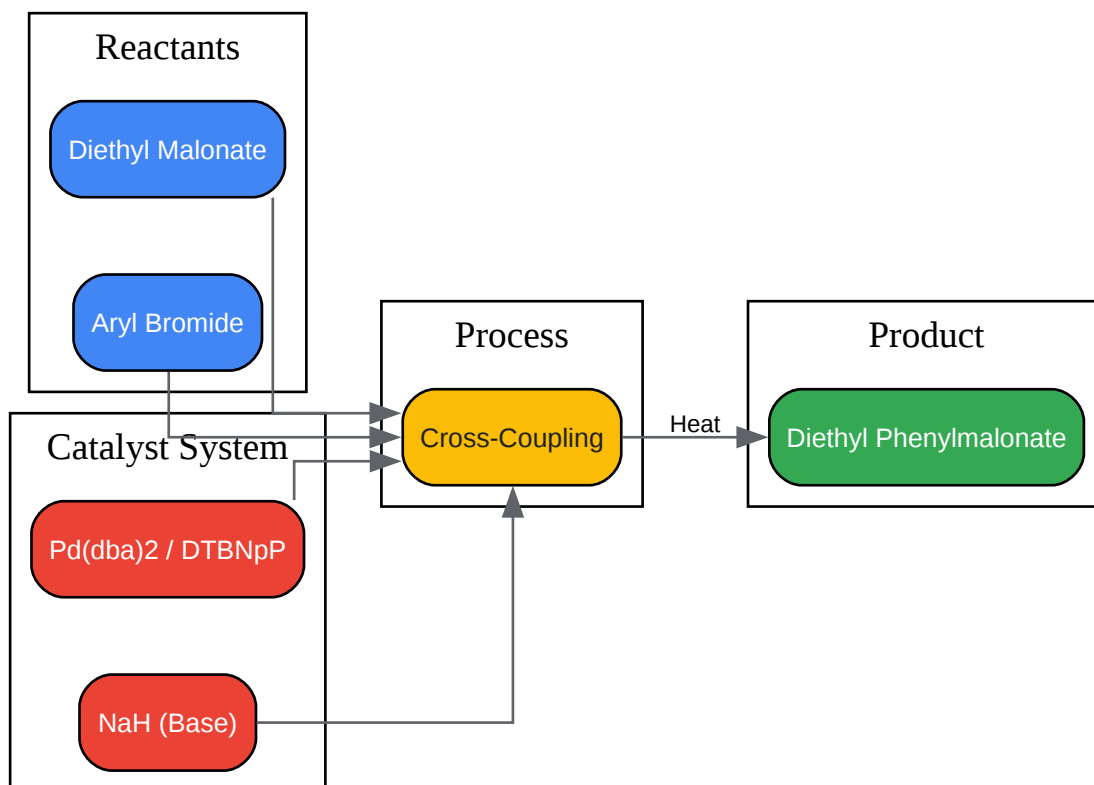 Reactants
Diethyl Malonate
Aryl Bromide
Catalyst System
Pd(dba)2 / DTBNpP
NaH (Base)
Process
Cross-Coupling
Heat
Product
Diethyl Phenylmalonate